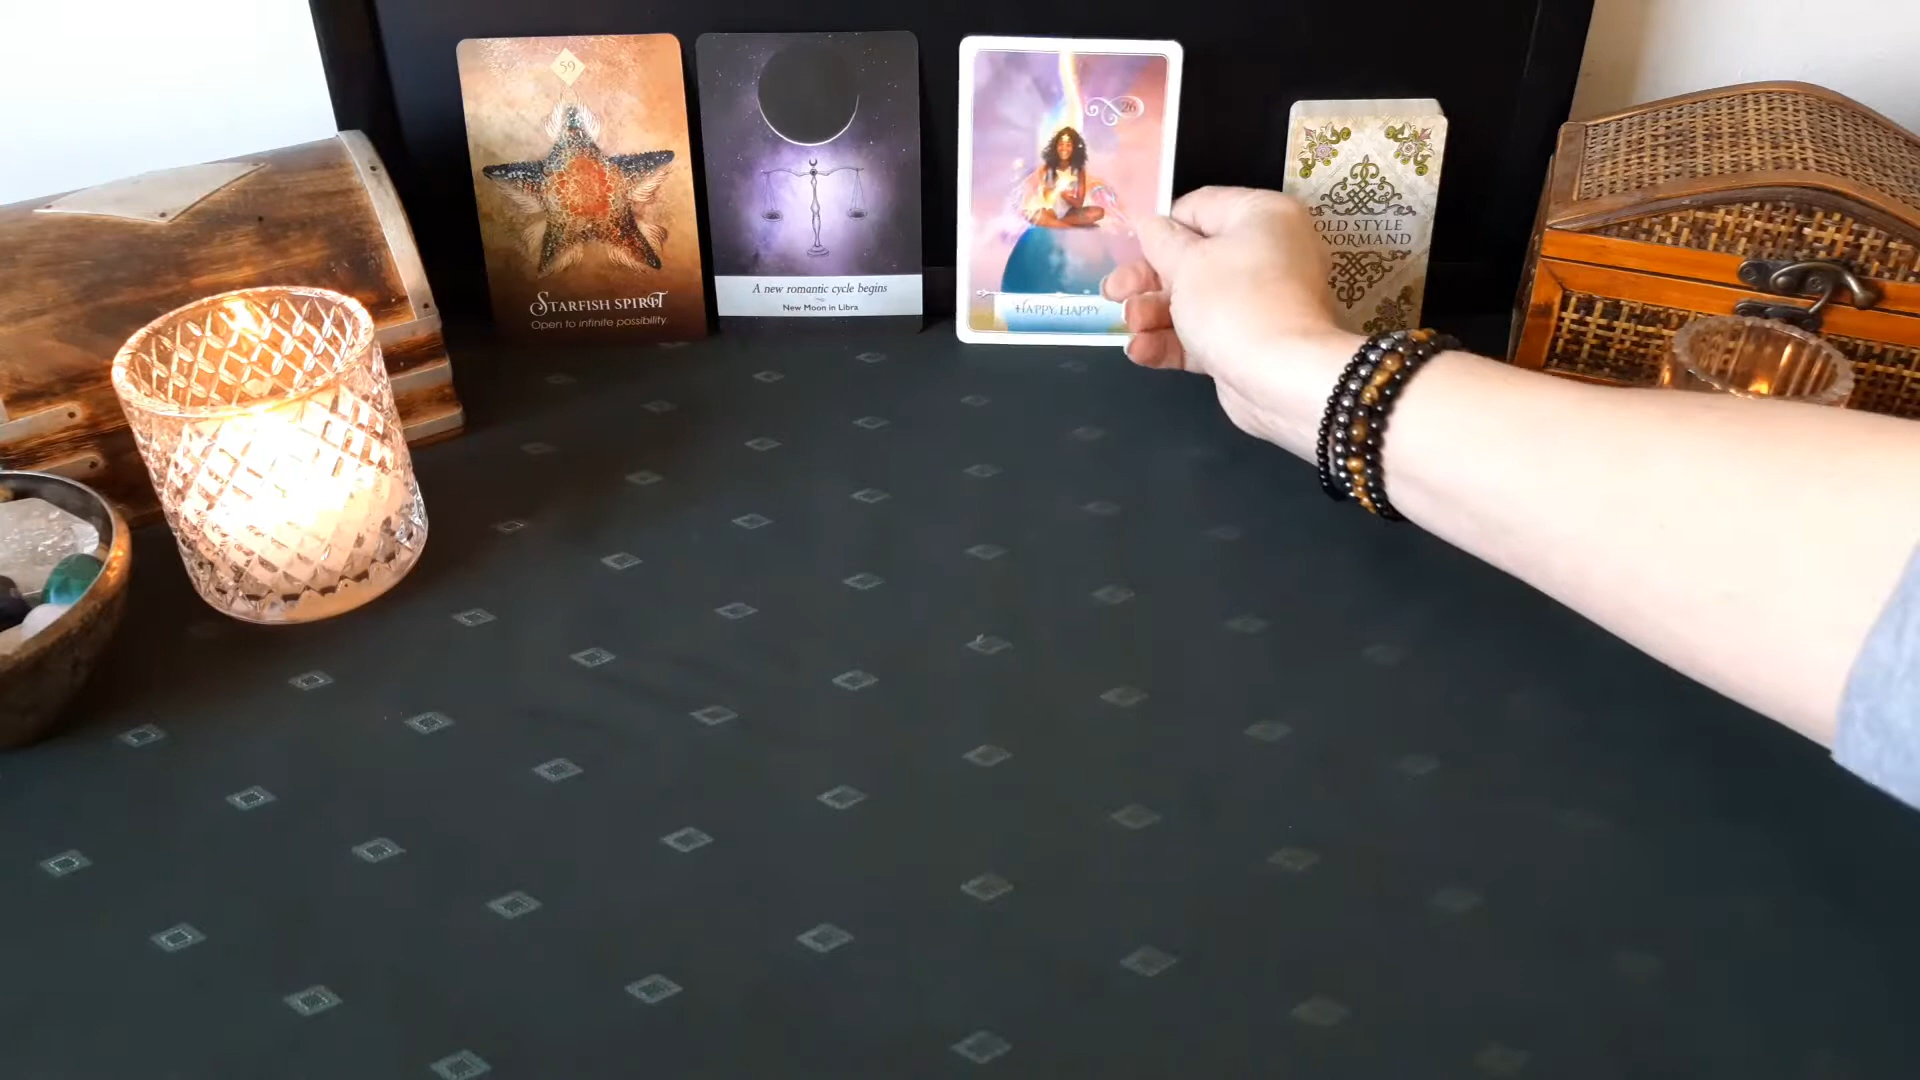 59
STARFISH SPIRIT
Open to infinite possibility.
A new romantic cycle begins
New Moon in Libra
26
HAPPY, HAPPY
OLD STYLE
NORMAND